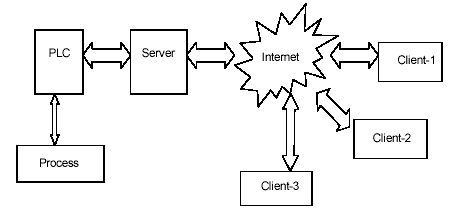 PLC
Server
Internet
Client-1
Client-2
Process
Client-3